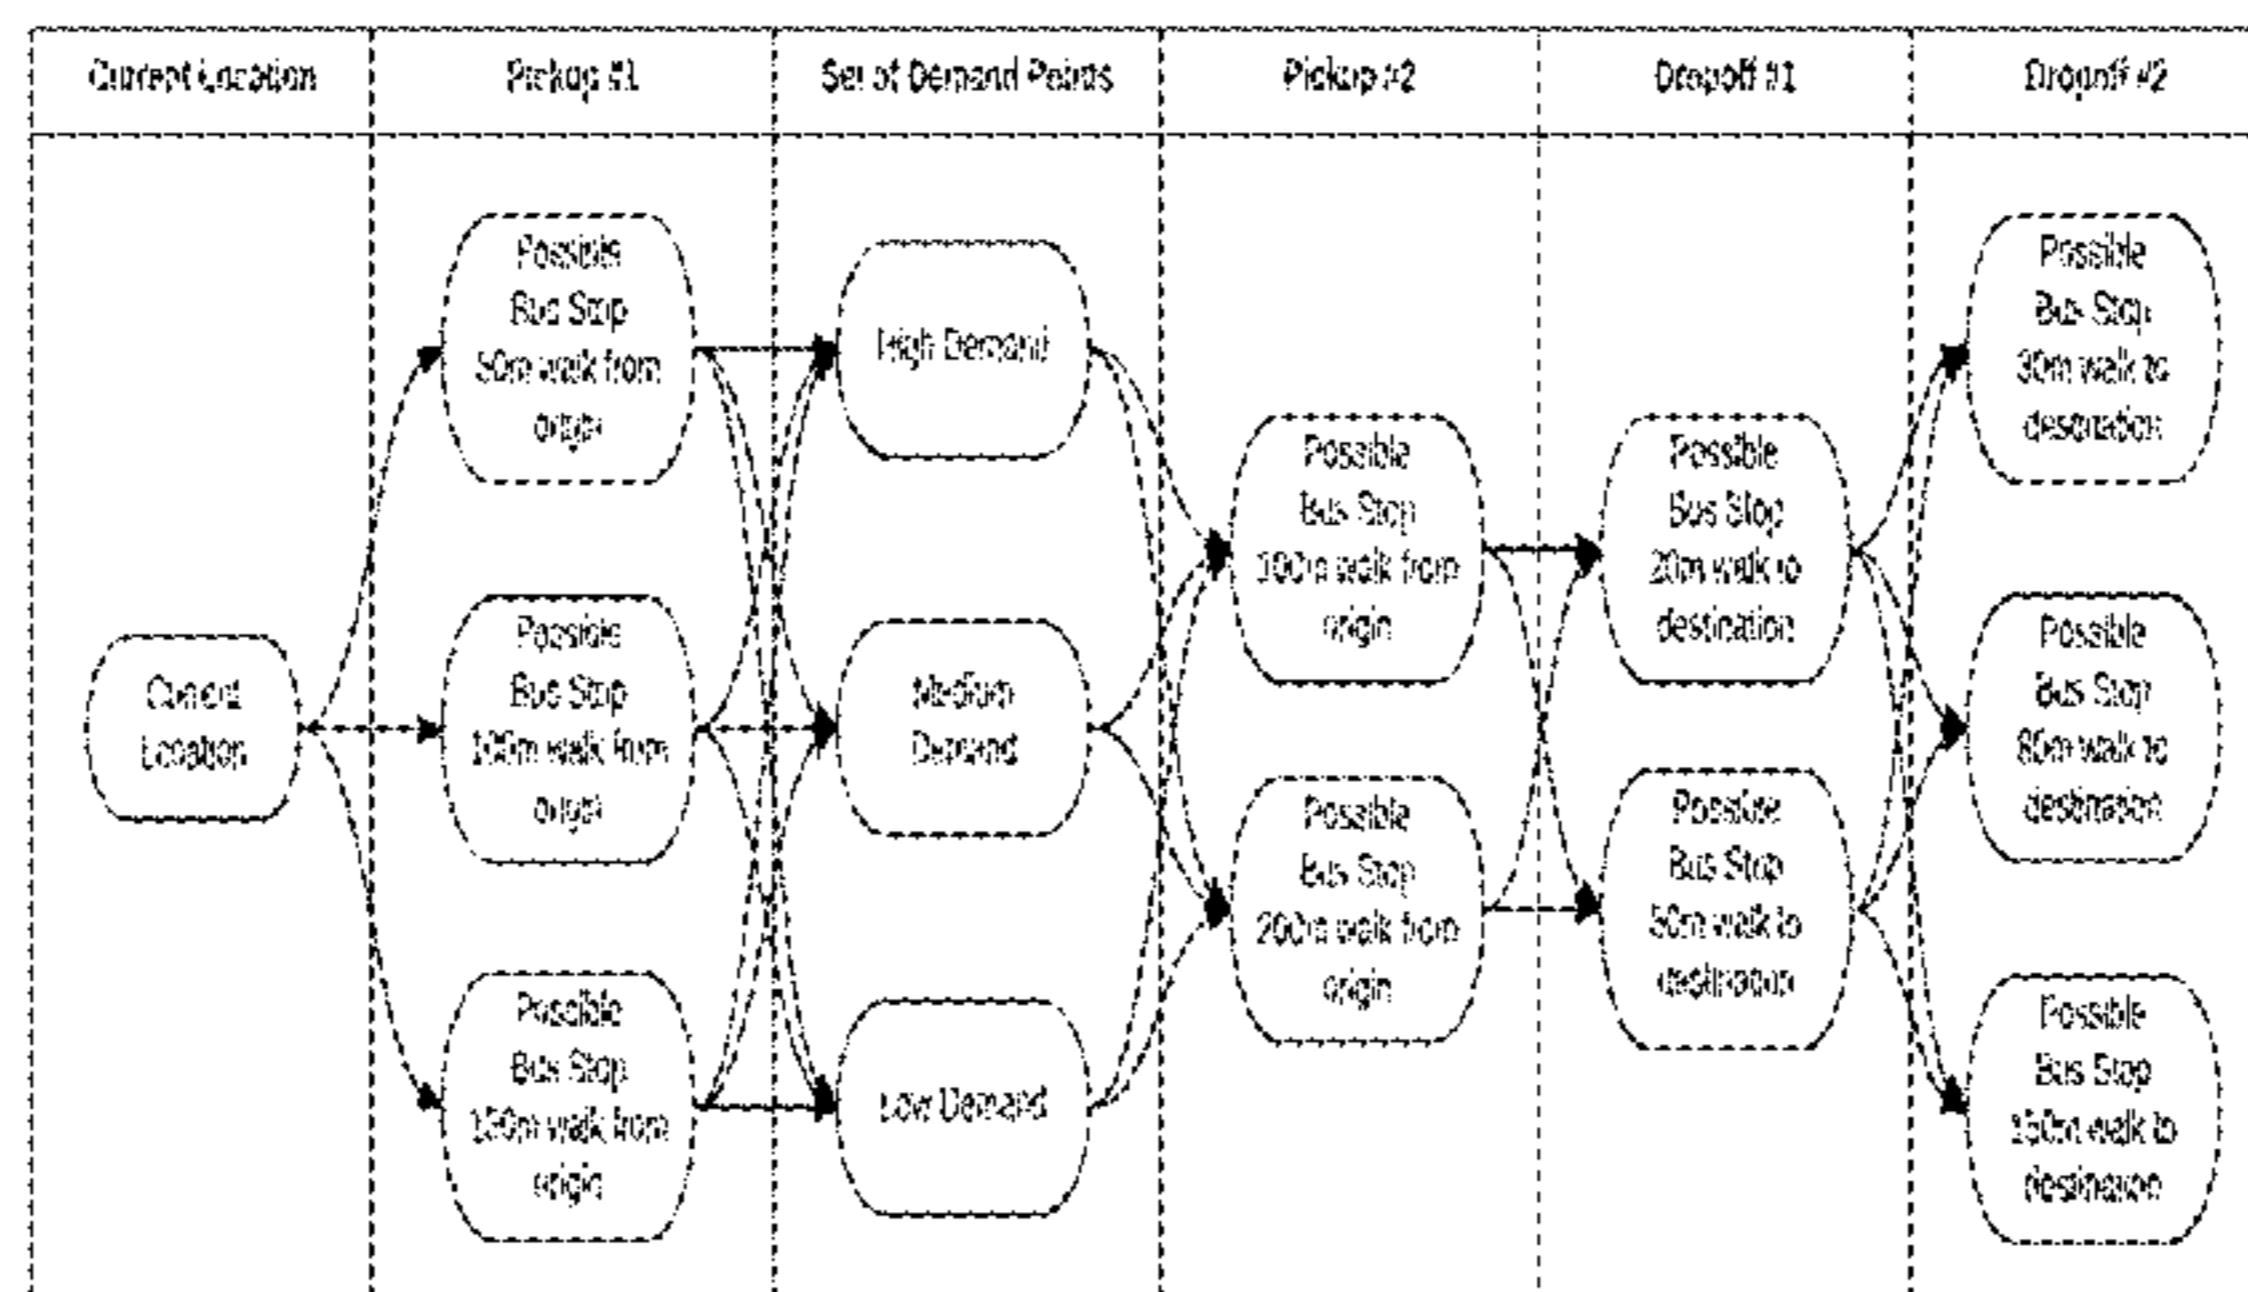 Current Location
Pickup #1
Set of Demand Points
Pickup #2
Dropoff #1
Dropoff #2
Current
Location
Possible
Bus Stop
50m walk from
origin
Possible
Bus Stop
100m walk from
origin
Possible
Bus Stop
150m walk from
origin
High Demand
Medium
Demand
Low Demand
Possible
Bus Stop
100m walk from
origin
Possible
Bus Stop
200m walk from
origin
Possible
Bus Stop
20m walk to
destination
Possible
Bus Stop
50m walk to
destination
Possible
Bus Stop
30m walk to
destination
Possible
Bus Stop
80m walk to
destination
Possible
Bus Stop
150m walk to
destination